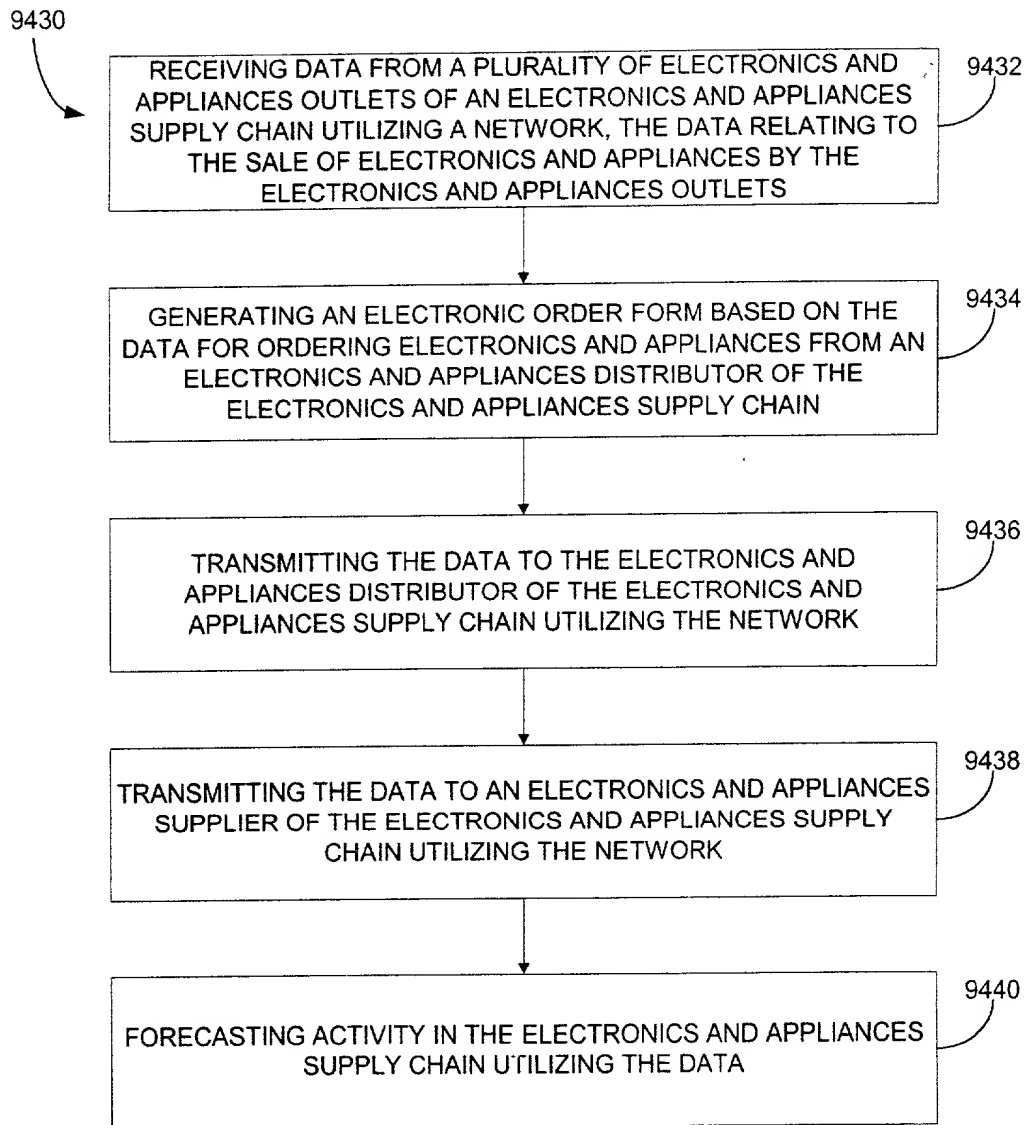 9430
RECEIVING DATA FROM A PLURALITY OF ELECTRONICS AND
APPLIANCES OUTLETS OF AN ELECTRONICS AND APPLIANCES
SUPPLY CHAIN UTILIZING A NETWORK, THE DATA RELATING TO
THE SALE OF ELECTRONICS AND APPLIANCES BY THE
ELECTRONICS AND APPLIANCES OUTLETS
9432
GENERATING AN ELECTRONIC ORDER FORM BASED ON THE
DATA FOR ORDERING ELECTRONICS AND APPLIANCES FROM AN
ELECTRONICS AND APPLIANCES DISTRIBUTOR OF THE
ELECTRONICS AND APPLIANCES SUPPLY CHAIN
9434
TRANSMITTING THE DATA TO THE ELECTRONICS AND
APPLIANCES DISTRIBUTOR OF THE ELECTRONICS AND
APPLIANCES SUPPLY CHAIN UTILIZING THE NETWORK
9436
TRANSMITTING THE DATA TO AN ELECTRONICS AND APPLIANCES
SUPPLIER OF THE ELECTRONICS AND APPLIANCES SUPPLY
CHAIN UTILIZING THE NETWORK
9438
FORECASTING ACTIVITY IN THE ELECTRONICS AND APPLIANCES
SUPPLY CHAIN UTILIZING THE DATA
9440